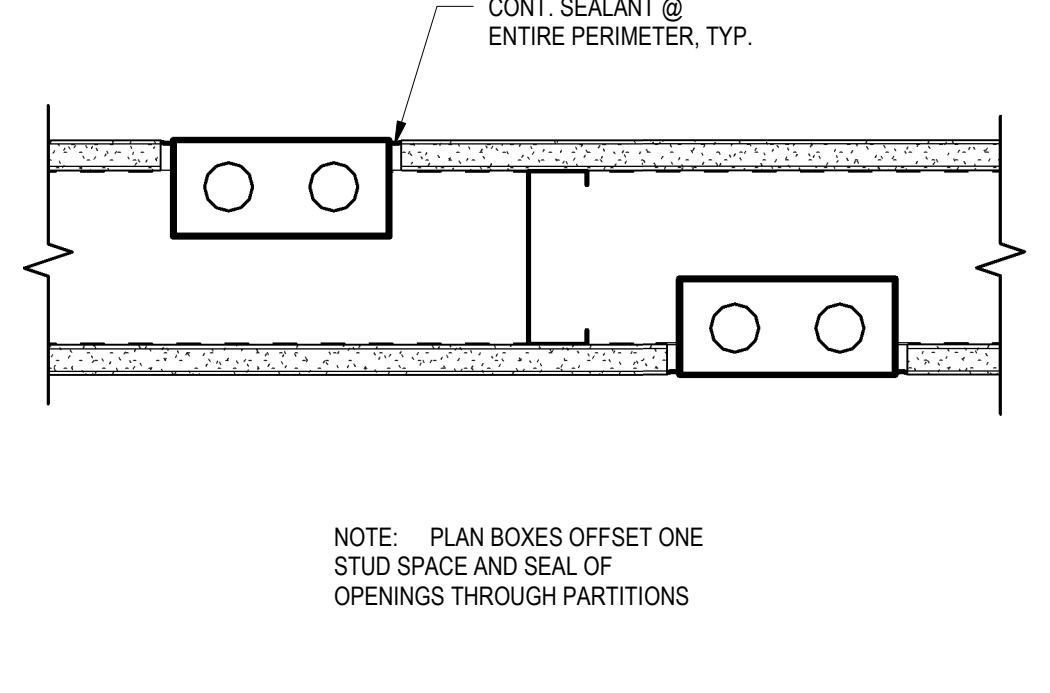 CONT. SEALANT @
ENTIRE PERIMETER, TYP.
NOTE: PLAN BOXES OFFSET ONE
STUD SPACE AND SEAL OF
OPENINGS THROUGH PARTITIONS